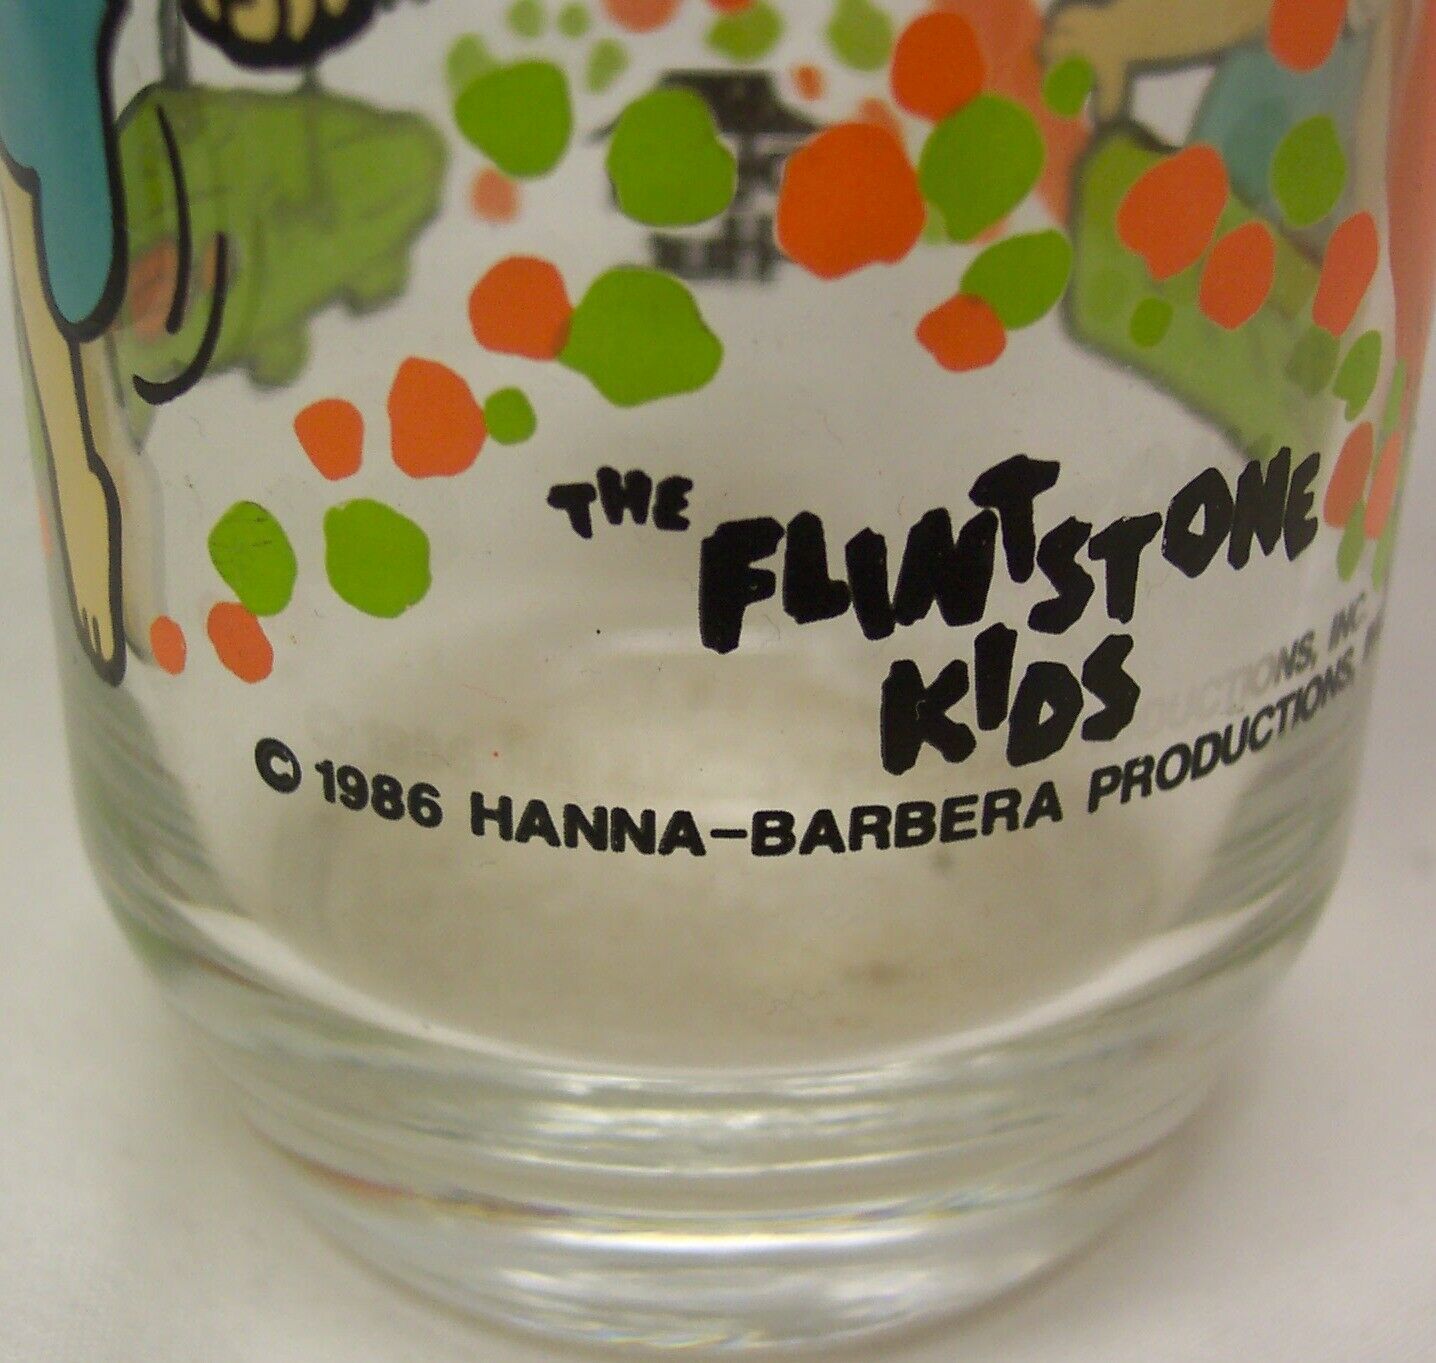 THE FLINTSTONE
KIDS
© 1986 HANNA-BARBERA PRODUCTIONS,